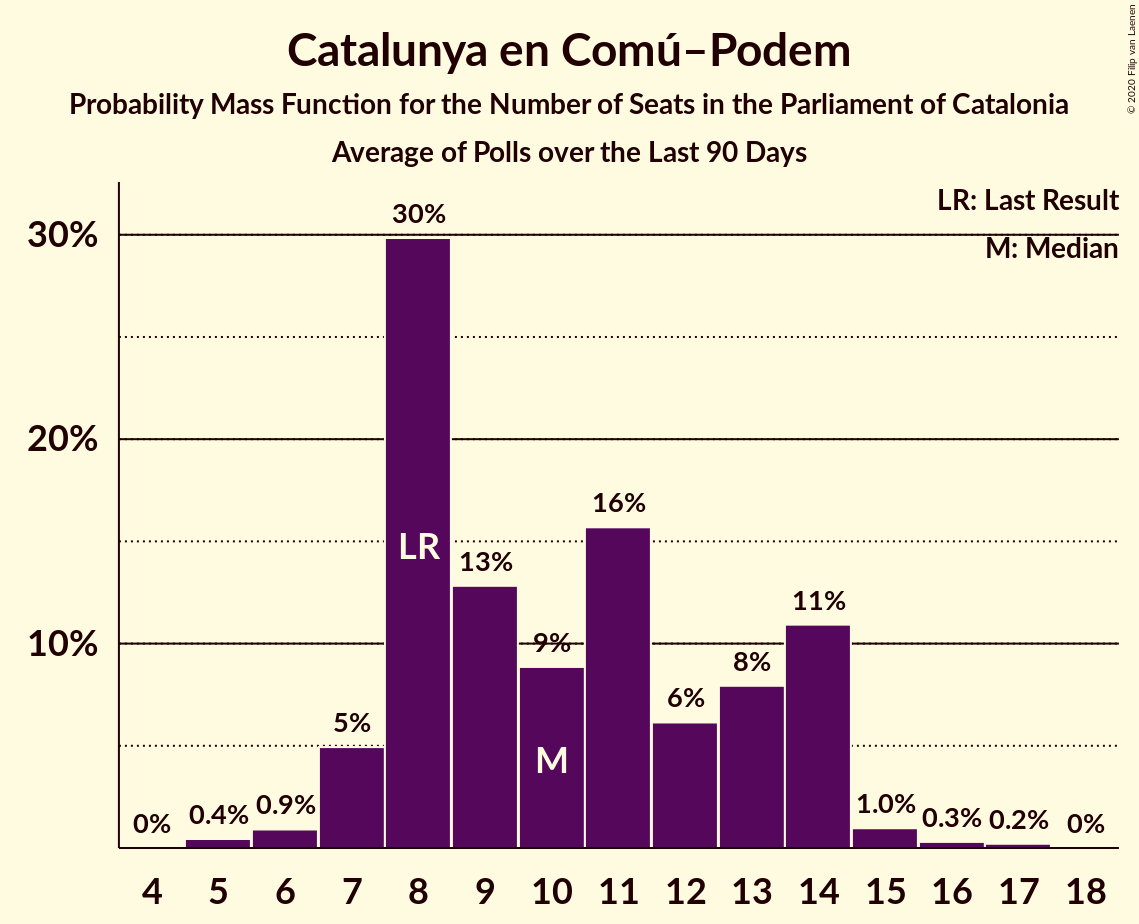 Catalunya en Comú–Podem
Probability Mass Function for the Number of Seats in the Parliament of Catalonia
Average of Polls over the Last 90 Days
© 2020 Filip van Laenen
LR: Last Result
M: Median
30%
20%
10%
0%
0.4%
0.9%
5%
30%
13%
9%
16%
6%
8%
11%
1.0%
0.3%
0.2%
0%
LR
M
4 5 6 7 8 9 10 11 12 13 14 15 16 17 18